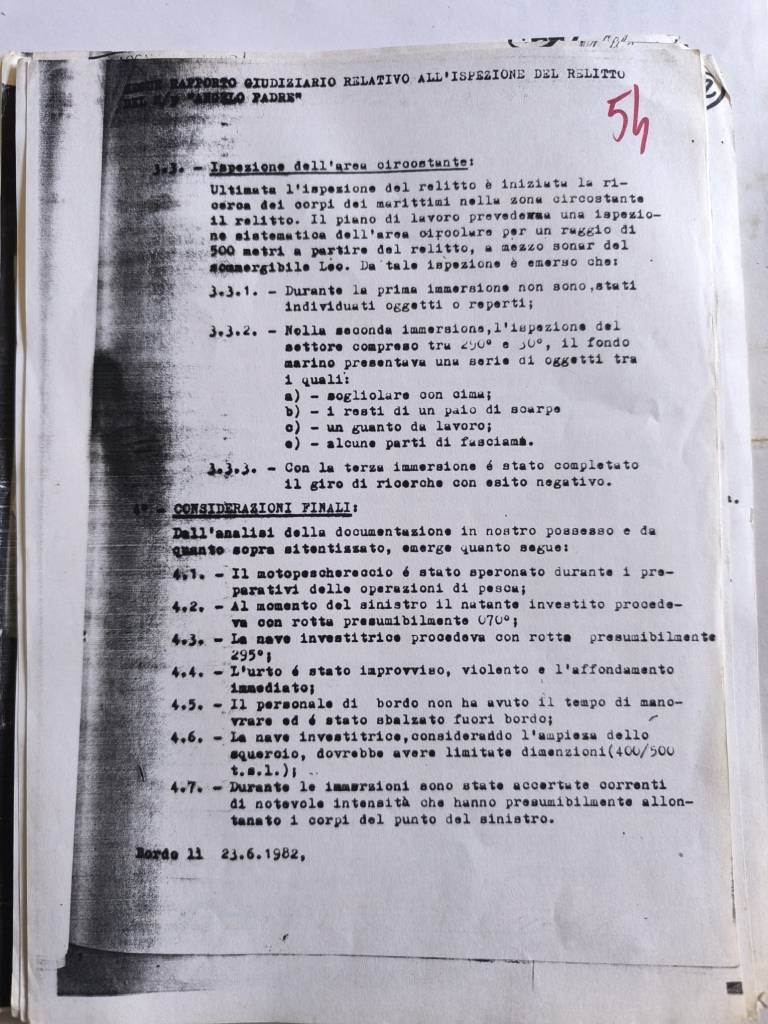 RAPPORTO GIUDIZIARIO RELATIVO ALL'ISPEZIONE DEL RELITTO
DEL M/P "ANGELO PADRE"
54
3.3. - Ispezione dell'area circostante:
Ultimata l'ispezione del relitto è iniziata la ri-
cerca dei corpi dei marittimi nella zona circostante
il relitto. Il piano di lavoro prevedeva una ispezio-
ne sistematica dell'area circolare per un raggio di
500 metri a partire del relitto, a mezzo sonar del
sommergibile Leo. Da tale ispezione è emerso che:
3.3.1. - Durante la prima immersione non sono,stati
individuati oggetti o reperti;
3.3.2. - Nella seconda immersione,l'ispezione del
settore compreso tra 290° e 30°, il fondo
marino presentava una serie di oggetti tra
i quali:
a) - sogliolare con cima;
b) - i resti di un paio di scarpe
c) - un guanto da lavoro;
e) - alcune parti di fasciame.
3.3.3. - Con la terza immersione é stato completato
il giro di ricerche con esito negativo.
4° - CONSIDERAZIONI FINALI:
Dall'analisi della documentazione in nostro possesso e da
quanto sopra sitentizzato, emerge quanto segue:
4.1. - Il motopeschereccio é stato speronato durante i pre-
parativi delle operazioni di pesca;
4.2. - Al momento del sinistro il natante investito procede-
va con rotta presumibilmente 070°;
4.3. - La nave investitrice procedeva con rotta presumibilmente
295°;
4.4. - L'urto é stato improvviso, violento e l'affondamento
immediato;
4.5. - Il personale di bordo non ha avuto il tempo di mano-
vrare ed é stato sbalzato fuori bordo;
4.6. - La nave investitrice,consideraddo l'ampieza dello
squarcio, dovrebbe avere limitate dimenzioni(400/500
t.s.l.);
4.7. - Durante le immerzioni sono state accertate correnti
di notevole intensità che hanno presumibilmente allon-
tanato i corpi del punto del sinistro.
Bordo li 23.6.1982,